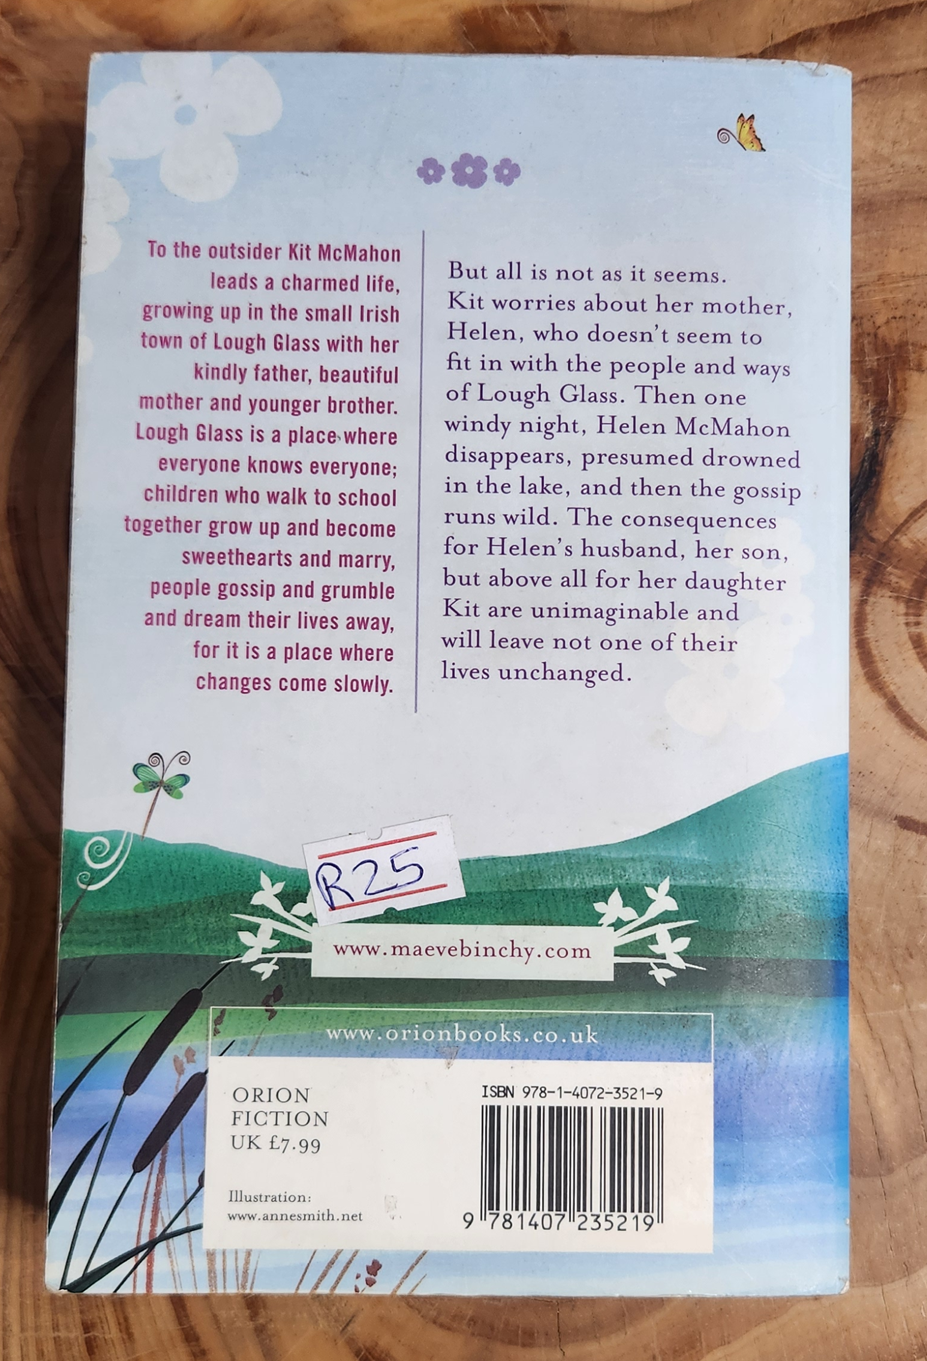 To the outsider Kit McMahon
leads a charmed life,
growing up in the small Irish
town of Lough Glass with her
kindly father, beautiful
mother and younger brother.
Lough Glass is a place where
everyone knows everyone;
children who walk to school
together grow up and become
sweethearts and marry,
people gossip and grumble
and dream their lives away,
for it is a place where
changes come slowly.
But all is not as it seems.
Kit worries about her mother,
Helen, who doesn't seem to
fit in with the people and ways
of Lough Glass. Then one
windy night, Helen McMahon
disappears, presumed drowned
in the lake, and then the gossip
runs wild. The consequences
for Helen's husband, her son,
but above all for her daughter
Kit are unimaginable and
will leave not one of their
lives unchanged.
R25
www.maevebinchy.com
www.orionbooks.co.uk
ORION
FICTION
UK £7.99
Illustration:
www.annesmith.net
ISBN 978-1-4072-3521-9
9 781407 235219